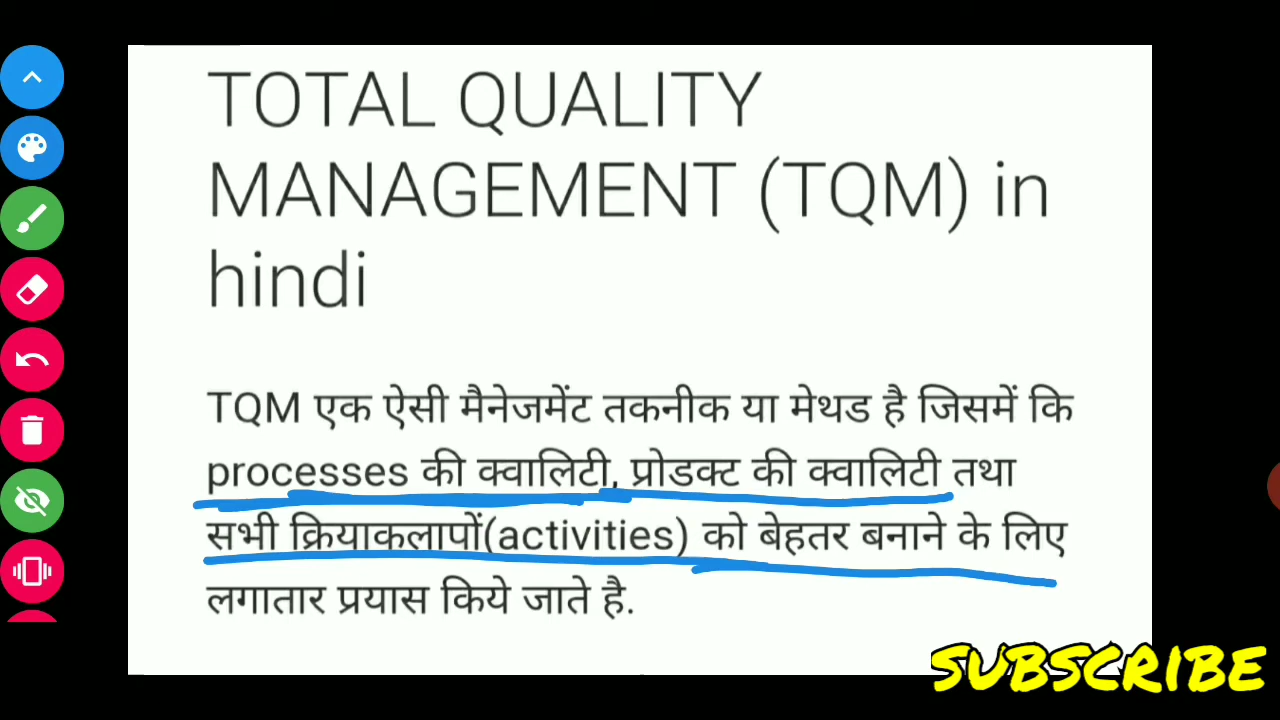 TOTAL QUALITY
MANAGEMENT (TQM) in
hindi
TQM एक ऐसी मैनेजमेंट तकनीक या मेथड है जिसमें कि
processes की क्वालिटी, प्रोडक्ट की क्वालिटी तथा
सभी क्रियाकलापों(activities) को बेहतर बनाने के लिए
लगातार प्रयास किये जाते है.
SUBSCRIBE